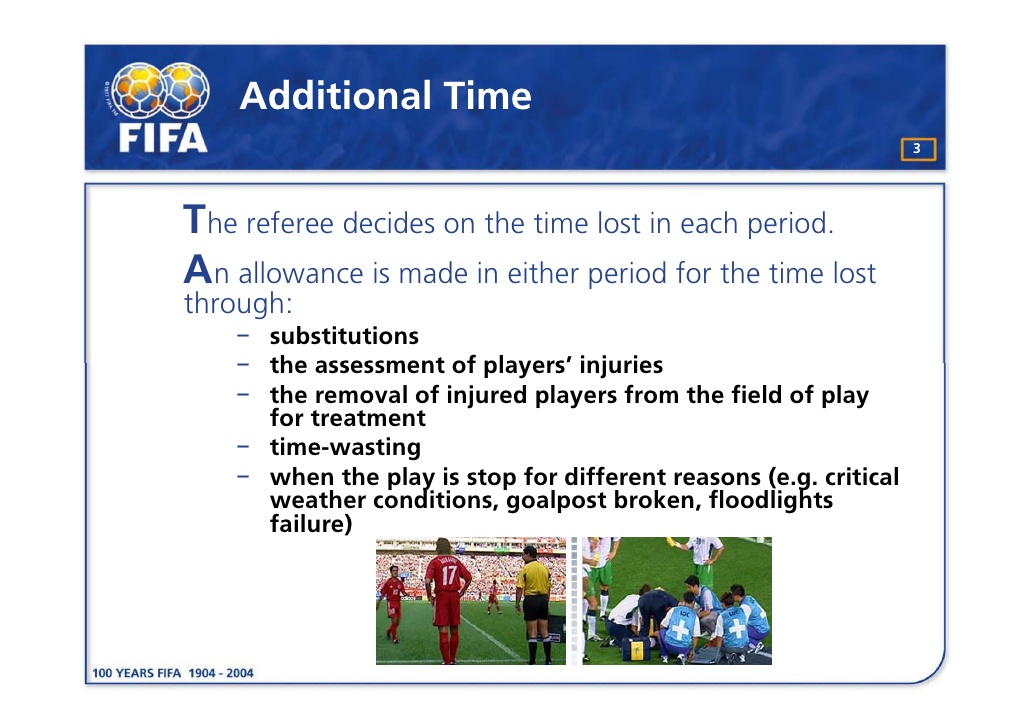 Additional Time
FIFA
3
The referee decides on the time lost in each period.
An allowance is made in either period for the time lost
through:
– substitutions
– the assessment of players’ injuries
– the removal of injured players from the field of play
for treatment
– time-wasting
– when the play is stop for different reasons (e.g. critical
weather conditions, goalpost broken, floodlights
failure)
17
100 YEARS FIFA 1904 - 2004